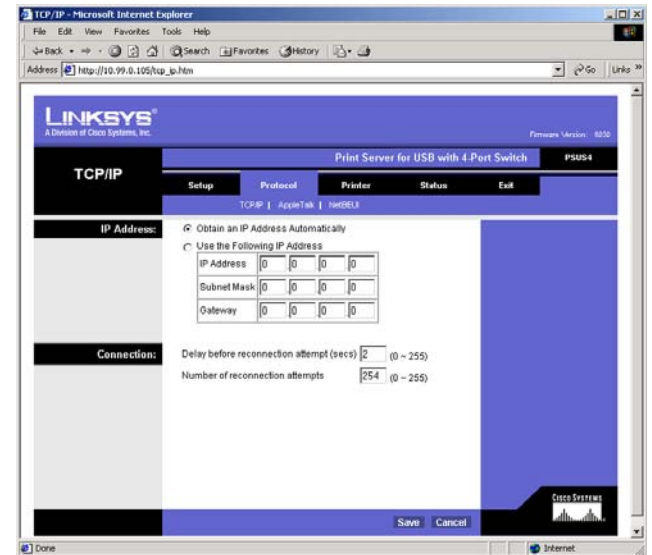 TCP/IP - Microsoft Internet Explorer
File Edit View Favorites Tools Help
Back Search Favorites History
Address http://10.99.0.105/tcp_ip.htm Go Links »
LINKSYS®
A Division of Cisco Systems, Inc.
Firmware Version: 6030
Print Server for USB with 4-Port Switch PSUS4
TCP/IP
Setup Protocol Printer Status Exit
TCP/IP | AppleTalk | NetBEUI
IP Address:
Obtain an IP Address Automatically
Use the Following IP Address
IP Address 0 0 0 0
Subnet Mask 0 0 0 0
Gateway 0 0 0 0
Connection:
Delay before reconnection attempt (secs) 2 (0 ~ 255)
Number of reconnection attempts 254 (0 ~ 255)
CISCO SYSTEMS
Save Cancel
Done Internet